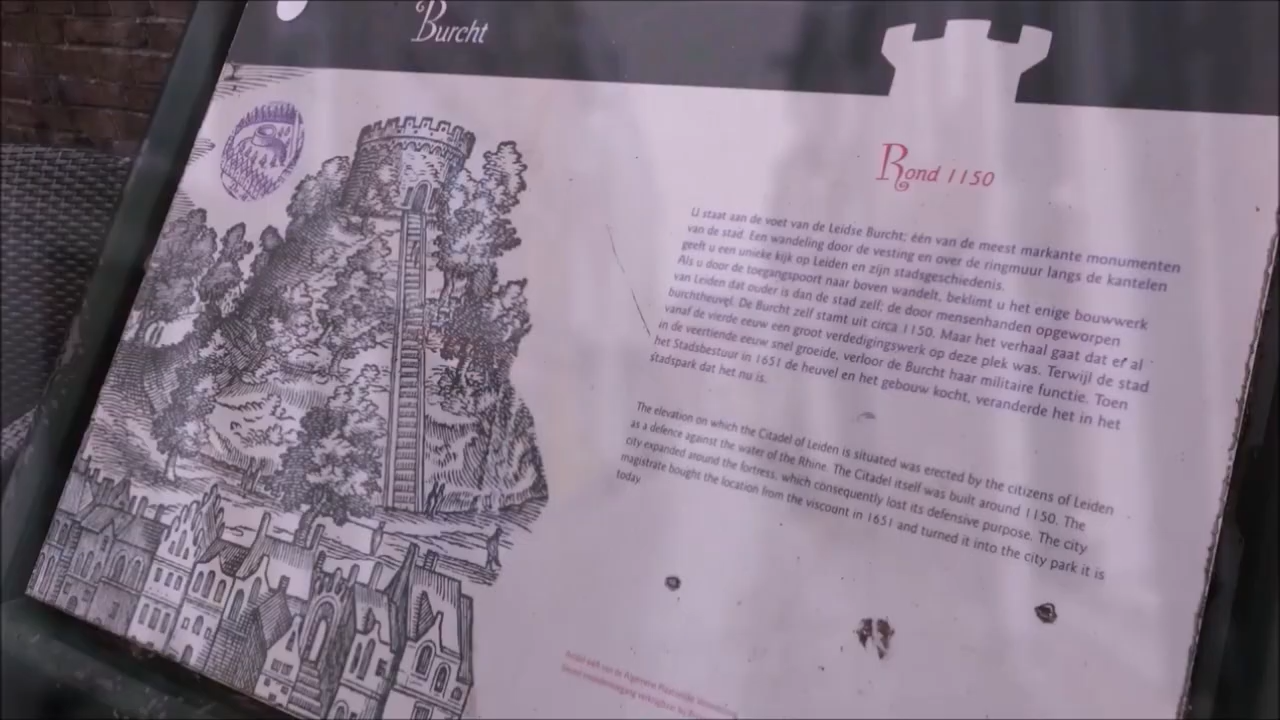 Burcht
Rond 1150
U staat aan de voet van de Leidse Burcht; één van de meest markante monumenten
van de stad. Een wandeling door de vesting en over de ringmuur langs de kantelen
geeft u een unieke kijk op Leiden en zijn stadsgeschiedenis.
Als u door de toegangspoort naar boven wandelt, beklimt u het enige bouwwerk
van Leiden dat ouder is dan de stad zelf; de door mensenhanden opgeworpen
burchtheuvel. De Burcht zelf stamt uit circa 1150. Maar het verhaal gaat dat er al
vanaf de vierde eeuw een groot verdedigingswerk op deze plek was. Terwijl de stad
in de veertiende eeuw snel groeide, verloor de Burcht haar militaire functie. Toen
het Stadsbestuur in 1651 de heuvel en het gebouw kocht, veranderde het in het
stadspark dat het nu is.
The elevation on which the Citadel of Leiden is situated was erected by the citizens of Leiden
as a defence against the water of the Rhine. The Citadel itself was built around 1150. The
city expanded around the fortress, which consequently lost its defensive purpose. The city
magistrate bought the location from the viscount in 1651 and turned it into the city park it is
today.
van de Algemene Plaatselijke Verordening